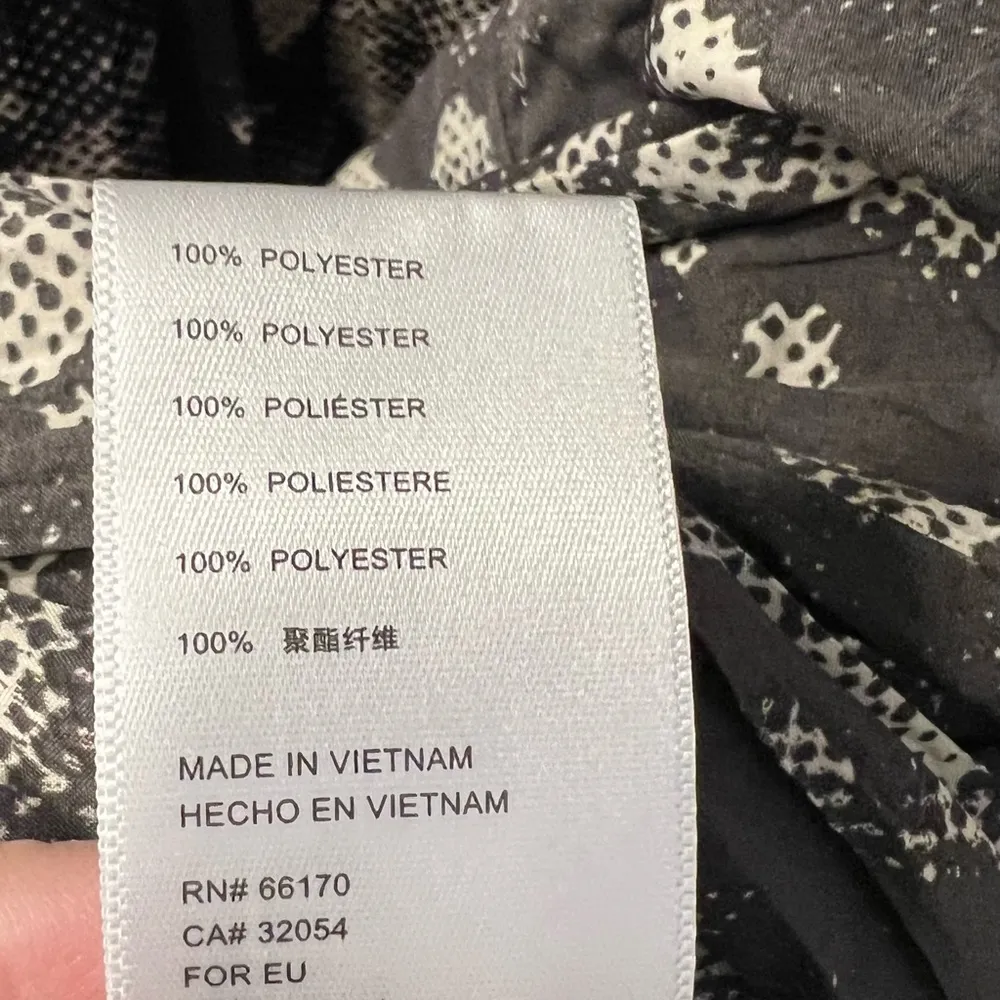 100% POLYESTER
100% POLYESTER
100% POLIÉSTER
100% POLIESTERE
100% POLYESTER
100% 聚酯纤维
MADE IN VIETNAM
HECHO EN VIETNAM
RN# 66170
CA# 32054
FOR EU